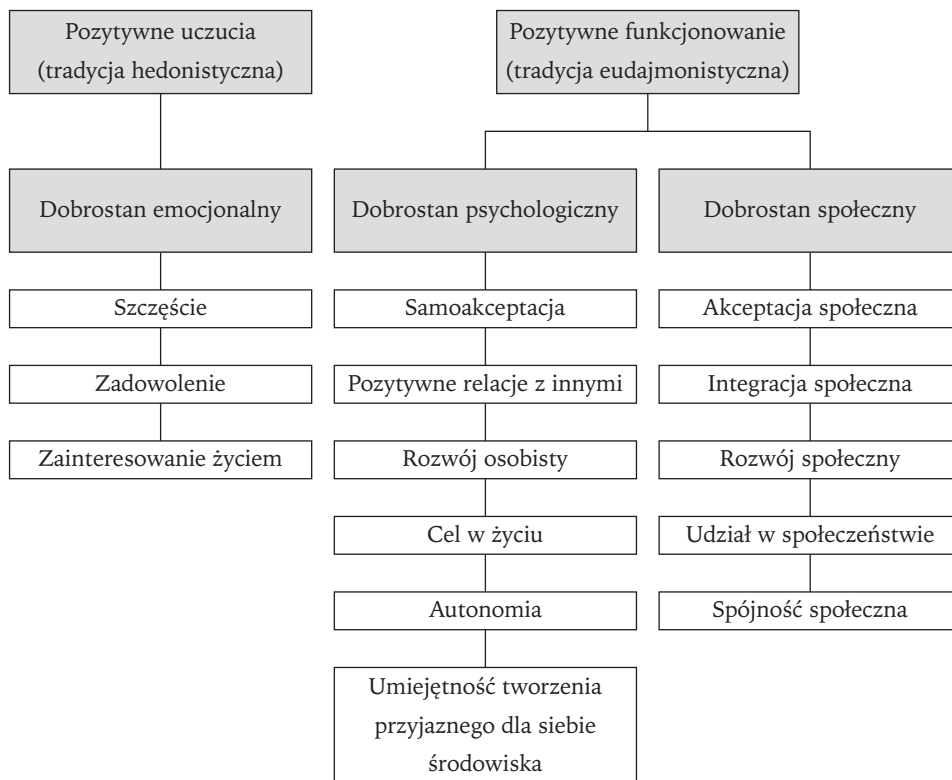 Pozytywne uczucia
(tradycja hedonistyczna)
Pozytywne funkcjonowanie
(tradycja eudajmonistyczna)
Dobrostan emocjonalny
Dobrostan psychologiczny
Dobrostan społeczny
Szczęście
Samoakceptacja
Akceptacja społeczna
Zadowolenie
Pozytywne relacje z innymi
Integracja społeczna
Zainteresowanie życiem
Rozwój osobisty
Rozwój społeczny
Cel w życiu
Udział w społeczeństwie
Autonomia
Spójność społeczna
Umiejętność tworzenia
przyjaznego dla siebie
środowiska